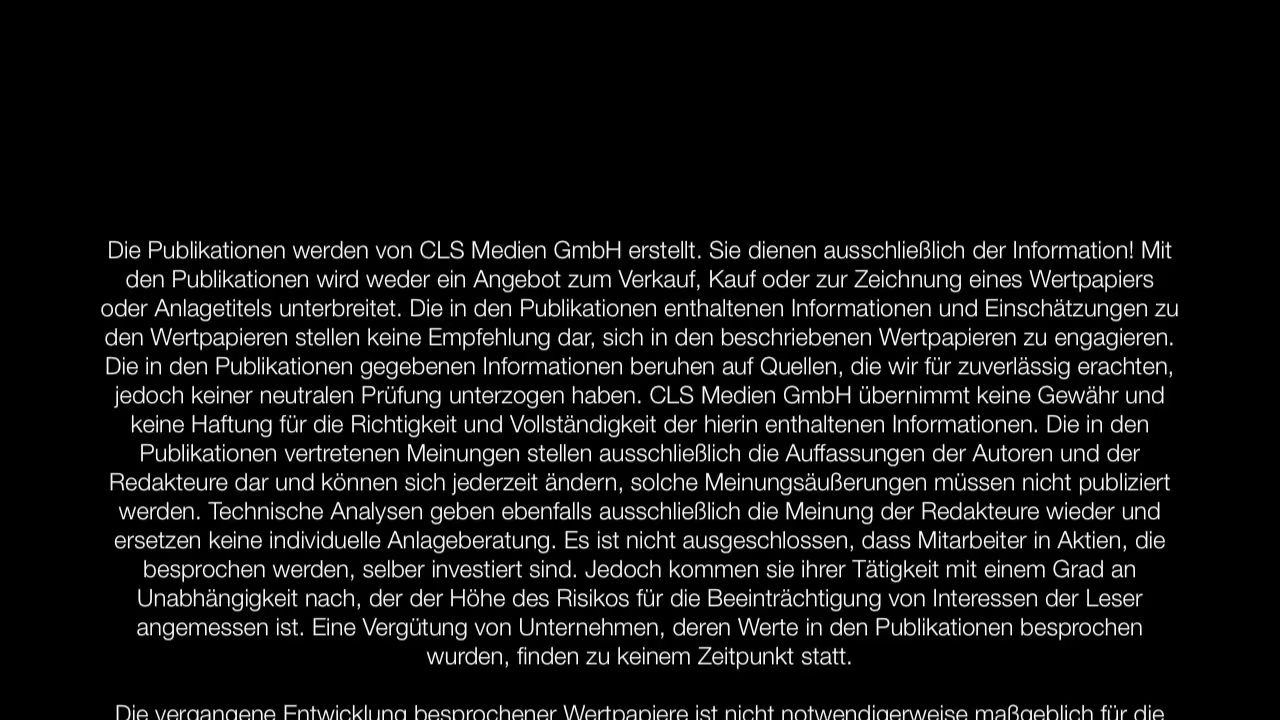 Die Publikationen werden von CLS Medien GmbH erstellt. Sie dienen ausschließlich der Information! Mit
den Publikationen wird weder ein Angebot zum Verkauf, Kauf oder zur Zeichnung eines Wertpapiers
oder Anlagetitels unterbreitet. Die in den Publikationen enthaltenen Informationen und Einschätzungen zu
den Wertpapieren stellen keine Empfehlung dar, sich in den beschriebenen Wertpapieren zu engagieren.
Die in den Publikationen gegebenen Informationen beruhen auf Quellen, die wir für zuverlässig erachten,
jedoch keiner neutralen Prüfung unterzogen haben. CLS Medien GmbH übernimmt keine Gewähr und
keine Haftung für die Richtigkeit und Vollständigkeit der hierin enthaltenen Informationen. Die in den
Publikationen vertretenen Meinungen stellen ausschließlich die Auffassungen der Autoren und der
Redakteure dar und können sich jederzeit ändern, solche Meinungsäußerungen müssen nicht publiziert
werden. Technische Analysen geben ebenfalls ausschließlich die Meinung der Redakteure wieder und
ersetzen keine individuelle Anlageberatung. Es ist nicht ausgeschlossen, dass Mitarbeiter in Aktien, die
besprochen werden, selber investiert sind. Jedoch kommen sie ihrer Tätigkeit mit einem Grad an
Unabhängigkeit nach, der der Höhe des Risikos für die Beeinträchtigung von Interessen der Leser
angemessen ist. Eine Vergütung von Unternehmen, deren Werte in den Publikationen besprochen
wurden, finden zu keinem Zeitpunkt statt.
Die vergangene Entwicklung besprochener Wertpapiere ist nicht notwendigerweise maßgeblich für die